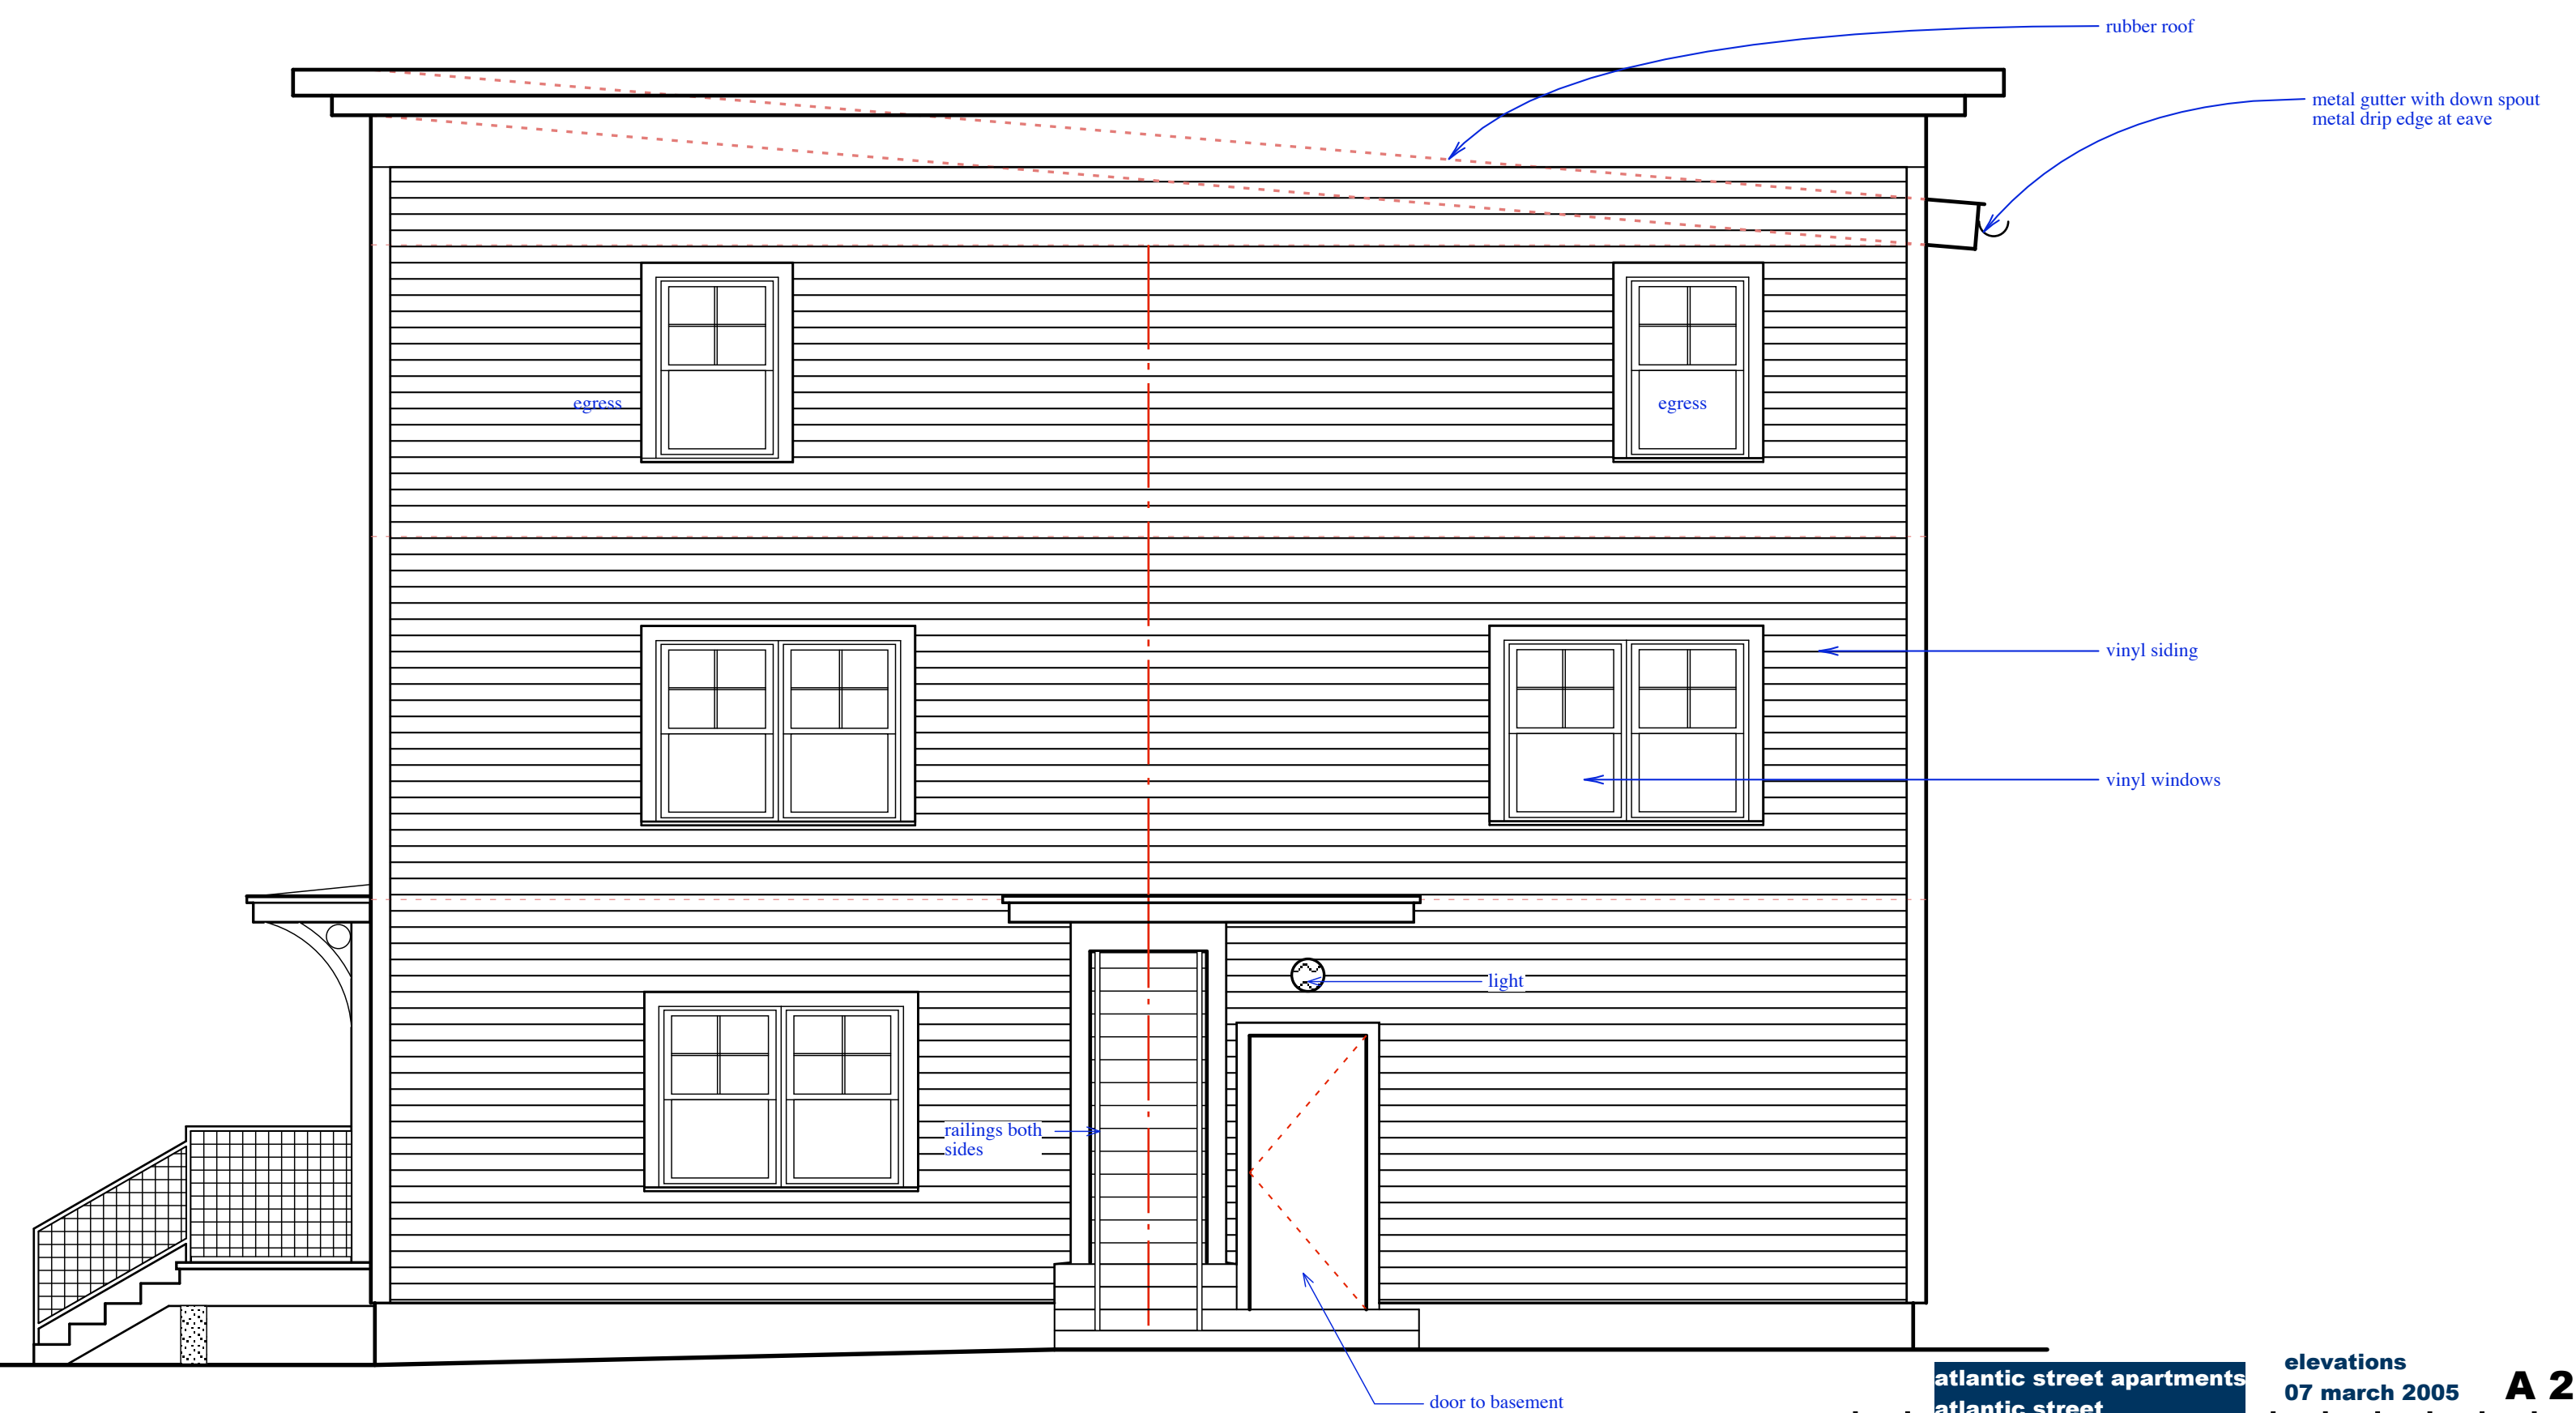 rubber roof
metal gutter with down spout
metal drip edge at eave
egress
egress
vinyl siding
vinyl windows
light
railings both
sides
door to basement
atlantic street apartments
atlantic street
elevations
07 march 2005
A 2